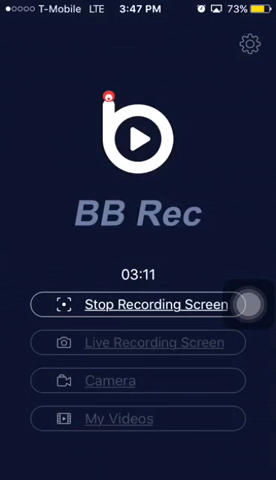 T-Mobile LTE 3:47 PM 73%
BB Rec
03:11
Stop Recording Screen
Live Recording Screen
Camera
My Videos